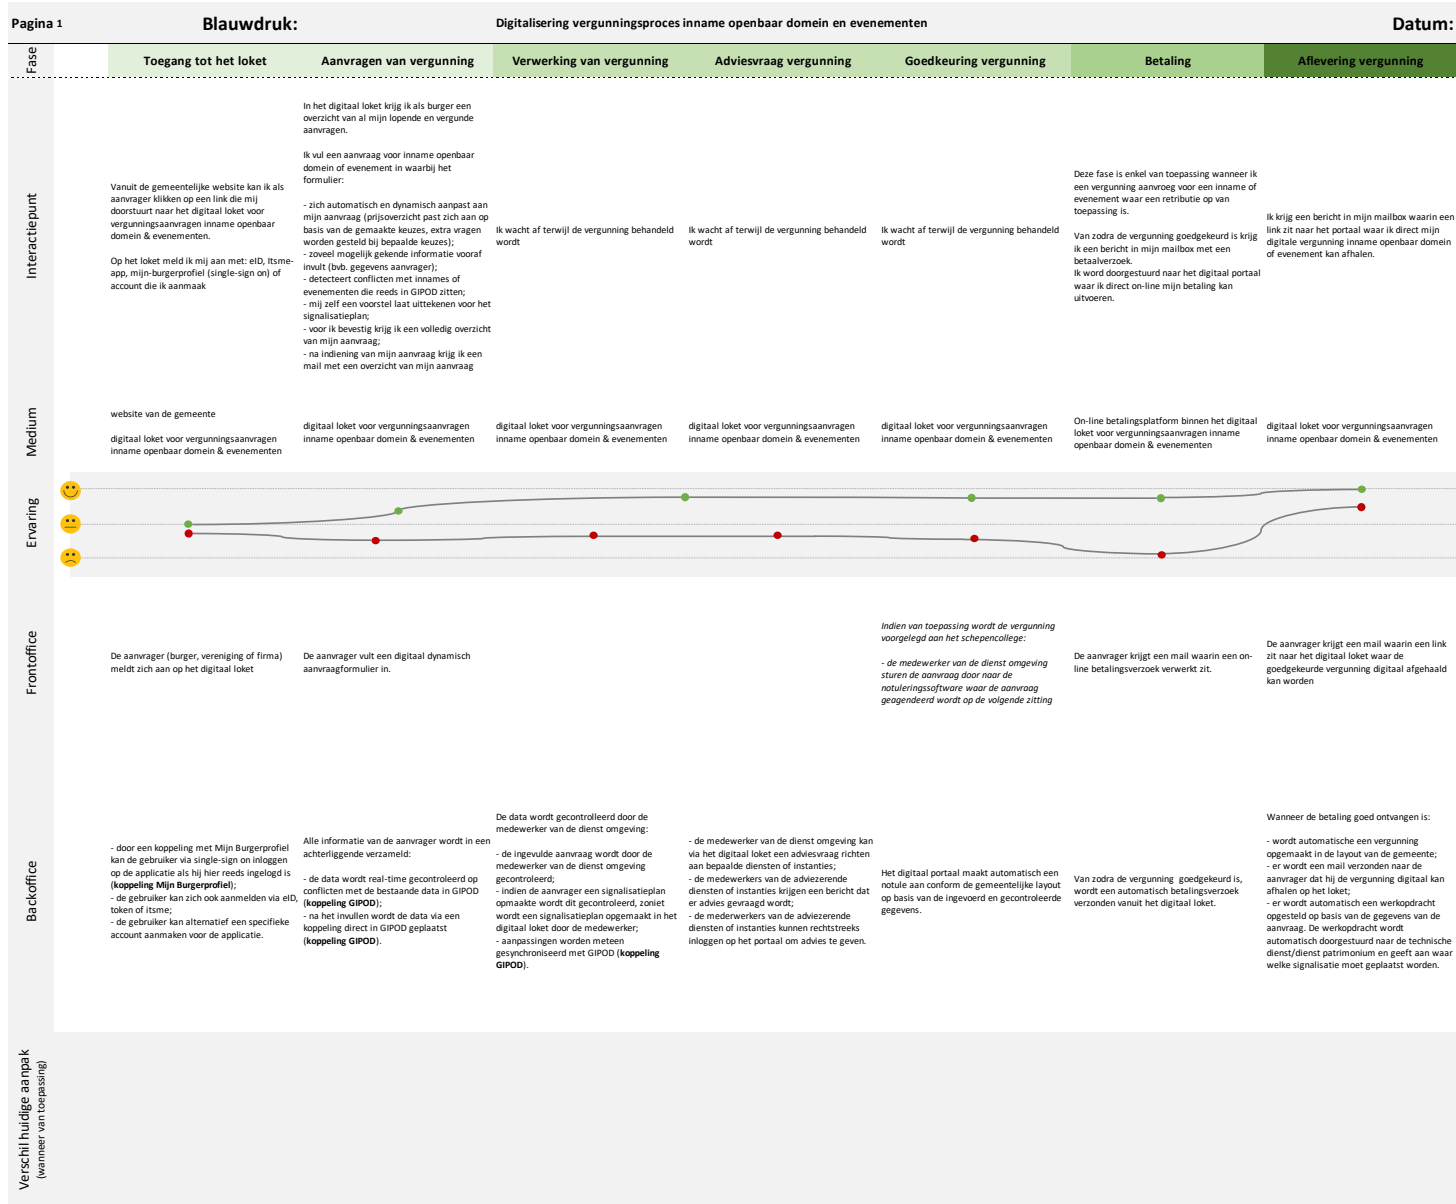 Pagina 1
Blauwdruk:
Digitalisering vergunningsproces inname openbaar domein en evenementen
Datum:
Fase
Toegang tot het loket
Aanvragen van vergunning
Verwerking van vergunning
Adviesvraag vergunning
Goedkeuring vergunning
Betaling
Aflevering vergunning
Interactiepunt
Vanuit de gemeentelijke website kan ik als
aanvrager klikken op een link die mij
doorstuurt naar het digitaal loket voor
vergunningsaanvragen inname openbaar
domein & evenementen.
Op het loket meld ik mij aan met: eID, Itsme-
app, mijn-burgerprofiel (single-sign on) of
account die ik aanmaak
In het digitaal loket krijg ik als burger een
overzicht van al mijn lopende en vergunde
aanvragen.
Ik vul een aanvraag voor inname openbaar
domein of evenement in waarbij het
formulier:
- zich automatisch en dynamisch aanpast aan
mijn aanvraag (prijsoverzicht past zich aan op
basis van de gemaakte keuzes, extra vragen
worden gesteld bij bepaalde keuzes);
- zoveel mogelijk gekende informatie vooraf
invult (bvb. gegevens aanvrager);
- detecteert conflicten met innames of
evenementen die reeds in GIPOD zitten;
- mij zelf een voorstel laat uittekenen voor het
signalisatieplan;
- voor ik bevestig krijg ik een volledig overzicht
van mijn aanvraag;
- na indiening van mijn aanvraag krijg ik een
mail met een overzicht van mijn aanvraag
Ik wacht af terwijl de vergunning behandeld
wordt
Ik wacht af terwijl de vergunning behandeld
wordt
Ik wacht af terwijl de vergunning behandeld
wordt
Deze fase is enkel van toepassing wanneer ik
een vergunning aanvroeg voor een inname of
evenement waar een retributie op van
toepassing is.
Van zodra de vergunning goedgekeurd is krijg
ik een bericht in mijn mailbox met een
betaalverzoek.
Ik word doorgestuurd naar het digitaal portaal
waar ik direct on-line mijn betaling kan
uitvoeren.
Ik krijg een bericht in mijn mailbox waarin een
link zit naar het portaal waar ik direct mijn
digitale vergunning inname openbaar domein
of evenement kan afhalen.
Medium
website van de gemeente
digitaal loket voor vergunningsaanvragen
inname openbaar domein & evenementen
digitaal loket voor vergunningsaanvragen
inname openbaar domein & evenementen
digitaal loket voor vergunningsaanvragen
inname openbaar domein & evenementen
digitaal loket voor vergunningsaanvragen
inname openbaar domein & evenementen
digitaal loket voor vergunningsaanvragen
inname openbaar domein & evenementen
On-line betalingsplatform binnen het digitaal
loket voor vergunningsaanvragen inname
openbaar domein & evenementen
digitaal loket voor vergunningsaanvragen
inname openbaar domein & evenementen
Ervaring
Frontoffice
De aanvrager (burger, vereniging of firma)
meldt zich aan op het digitaal loket
De aanvrager vult een digitaal dynamisch
aanvraagformulier in.
Indien van toepassing wordt de vergunning
voorgelegd aan het schepencollege:
- de medewerker van de dienst omgeving
sturen de aanvraag door naar de
notuleringssoftware waar de aanvraag
geagendeerd wordt op de volgende zitting
De aanvrager krijgt een mail waarin een on-
line betalingsverzoek verwerkt zit.
De aanvrager krijgt een mail waarin een link
zit naar het digitaal loket waar de
goedgekeurde vergunning digitaal afgehaald
kan worden
Backoffice
- door een koppeling met Mijn Burgerprofiel
kan de gebruiker via single-sign on inloggen
op de applicatie als hij hier reeds ingelogd is
(koppeling Mijn Burgerprofiel);
- de gebruiker kan zich ook aanmelden via eID,
token of itsme;
- de gebruiker kan alternatief een specifieke
account aanmaken voor de applicatie.
Alle informatie van de aanvrager wordt in een
achterliggende verzameld:
- de data wordt real-time gecontroleerd op
conflicten met de bestaande data in GIPOD
(koppeling GIPOD);
- na het invullen wordt de data via een
koppeling direct in GIPOD geplaatst
(koppeling GIPOD).
De data wordt gecontrolleerd door de
medewerker van de dienst omgeving:
- de ingevulde aanvraag wordt door de
medewerker van de dienst omgeving
gecontroleerd;
- indien de aanvrager een signalisatieplan
opmaakte wordt dit gecontroleerd, zoniet
wordt een signalisatieplan opgemaakt in het
digitaal loket door de medewerker;
- aanpassingen worden meteen
gesynchroniseerd met GIPOD (koppeling
GIPOD).
- de medewerker van de dienst omgeving kan
via het digitaal loket een adviesvraag richten
aan bepaalde diensten of instanties;
- de medewerkers van de adviezerende
diensten of instanties krijgen een bericht dat
er advies gevraagd wordt;
- de mederwerkers van de adviezerende
diensten of instanties kunnen rechtstreeks
inloggen op het portaal om advies te geven.
Het digitaal portaal maakt automatisch een
notule aan conform de gemeentelijke layout
op basis van de ingevoerd en gecontroleerde
gegevens.
Van zodra de vergunning goedgekeurd is,
wordt een automatisch betalingsverzoek
verzonden vanuit het digitaal loket.
Wanneer de betaling goed ontvangen is:
- wordt automatische een vergunning
opgemaakt in de layout van de gemeente;
- er wordt een mail verzonden naar de
aanvrager dat hij de vergunning digitaal kan
afhalen op het loket;
- er wordt automatisch een werkopdracht
opgesteld op basis van de gegevens van de
aanvraag. De werkopdracht wordt
automatisch doorgestuurd naar de technische
dienst/dienst patrimonium en geeft aan waar
welke signalisatie moet geplaatst worden.
Verschil huidige aanpak
(wanneer van toepassing)